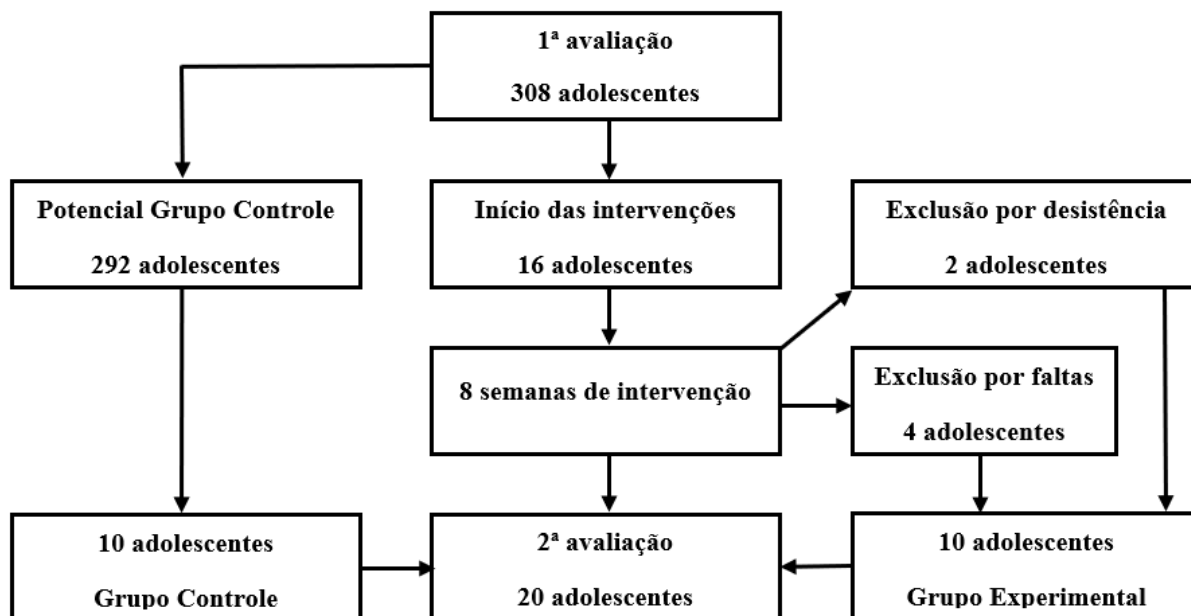 1ª avaliação
308 adolescentes
Potencial Grupo Controle
292 adolescentes
Início das intervenções
16 adolescentes
Exclusão por desistência
2 adolescentes
8 semanas de intervenção
Exclusão por faltas
4 adolescentes
10 adolescentes
Grupo Controle
2ª avaliação
20 adolescentes
10 adolescentes
Grupo Experimental